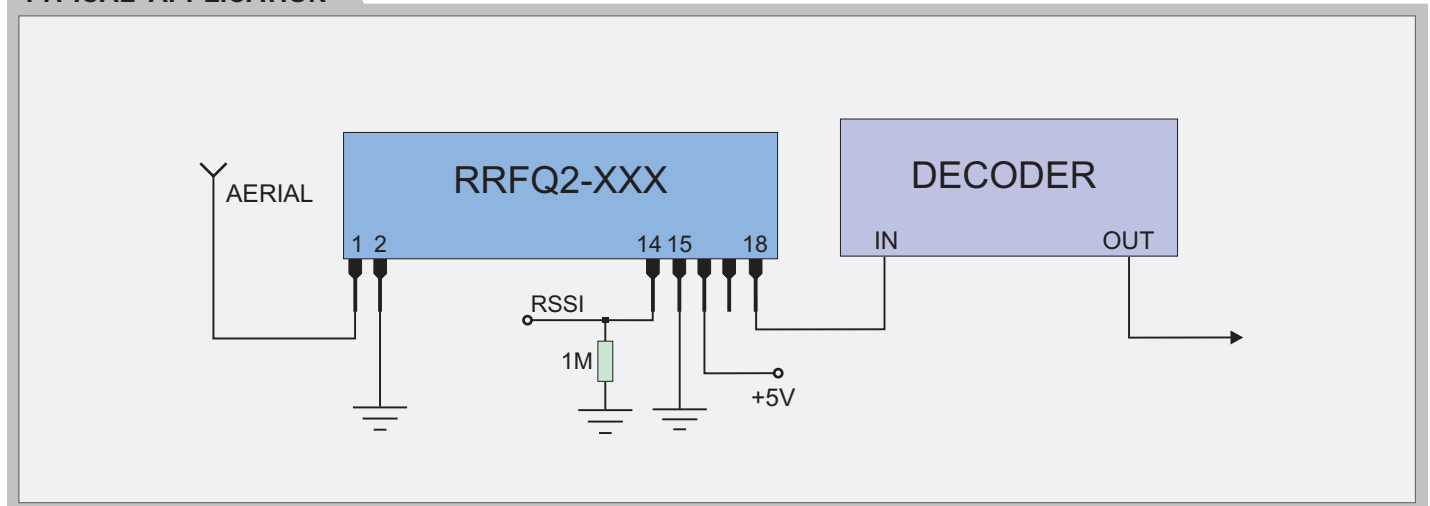 RRFQ2-XXX
DECODER
AERIAL
1 2
14 15
18
IN
OUT
RSSI
1M
+5V